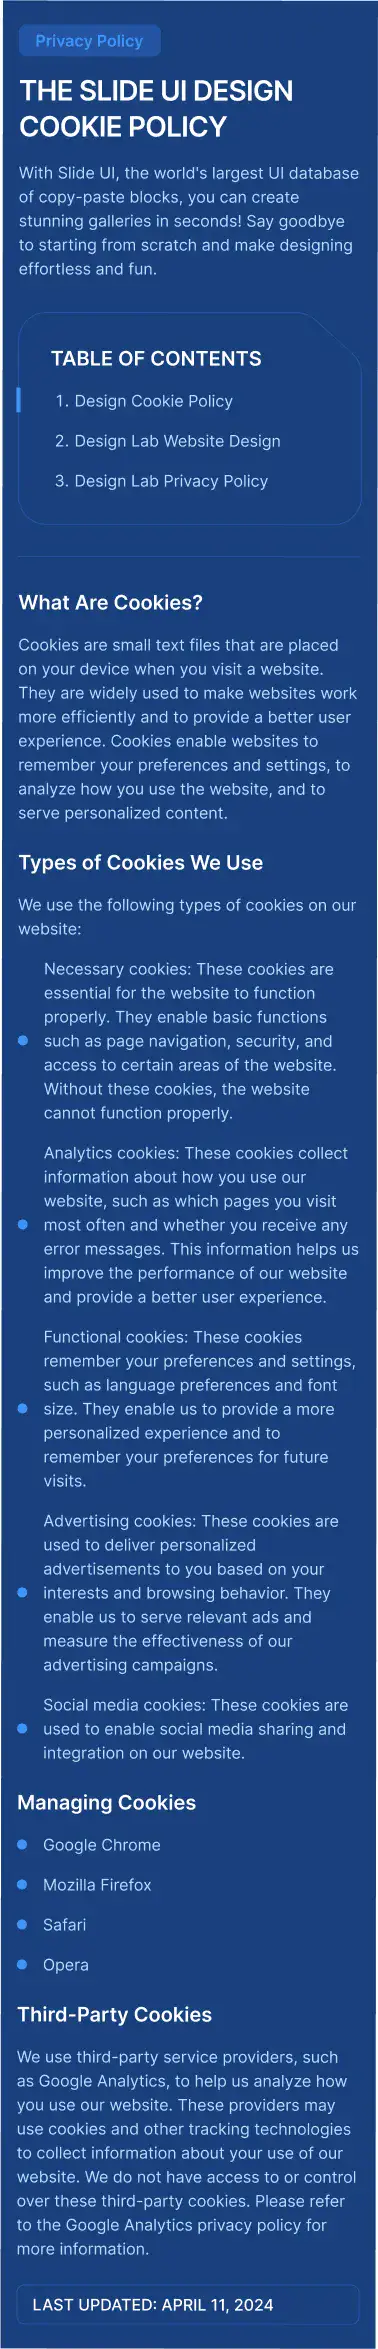 Privacy Policy
THE SLIDE UI DESIGN
COOKIE POLICY
With Slide UI, the world's largest UI database
of copy-paste blocks, you can create
stunning galleries in seconds! Say goodbye
to starting from scratch and make designing
effortless and fun.
TABLE OF CONTENTS
1. Design Cookie Policy
2. Design Lab Website Design
3. Design Lab Privacy Policy
What Are Cookies?
Cookies are small text files that are placed
on your device when you visit a website.
They are widely used to make websites work
more efficiently and to provide a better user
experience. Cookies enable websites to
remember your preferences and settings, to
analyze how you use the website, and to
serve personalized content.
Types of Cookies We Use
We use the following types of cookies on our
website:
Necessary cookies: These cookies are
essential for the website to function
properly. They enable basic functions
such as page navigation, security, and
access to certain areas of the website.
Without these cookies, the website
cannot function properly.
Analytics cookies: These cookies collect
information about how you use our
website, such as which pages you visit
most often and whether you receive any
error messages. This information helps us
improve the performance of our website
and provide a better user experience.
Functional cookies: These cookies
remember your preferences and settings,
such as language preferences and font
size. They enable us to provide a more
personalized experience and to
remember your preferences for future
visits.
Advertising cookies: These cookies are
used to deliver personalized
advertisements to you based on your
interests and browsing behavior. They
enable us to serve relevant ads and
measure the effectiveness of our
advertising campaigns.
Social media cookies: These cookies are
used to enable social media sharing and
integration on our website.
Managing Cookies
Google Chrome
Mozilla Firefox
Safari
Opera
Third-Party Cookies
We use third-party service providers, such
as Google Analytics, to help us analyze how
you use our website. These providers may
use cookies and other tracking technologies
to collect information about your use of our
website. We do not have access to or control
over these third-party cookies. Please refer
to the Google Analytics privacy policy for
more information.
LAST UPDATED: APRIL 11, 2024